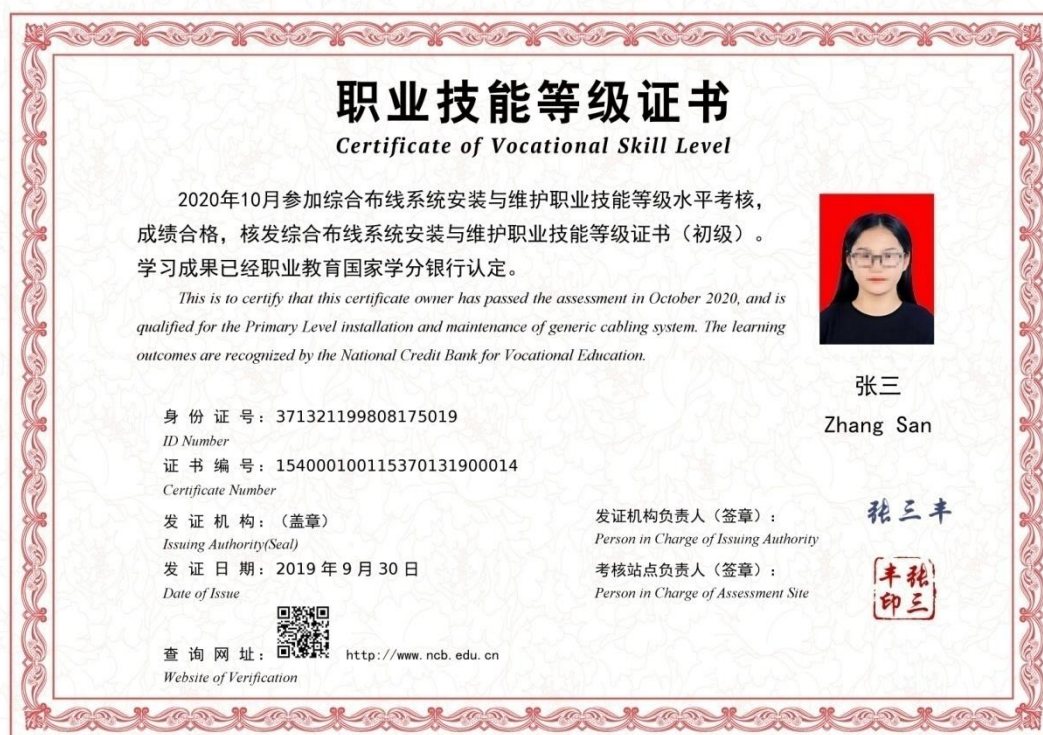 职业技能等级证书
Certificate of Vocational Skill Level
2020年10月参加综合布线系统安装与维护职业技能等级水平考核，
成绩合格，核发综合布线系统安装与维护职业技能等级证书（初级）。
学习成果已经职业教育国家学分银行认定。
This is to certify that this certificate owner has passed the assessment in October 2020, and is
qualified for the Primary Level installation and maintenance of generic cabling system. The learning
outcomes are recognized by the National Credit Bank for Vocational Education.
张三
Zhang San
身 份 证 号：371321199808175019
ID Number
证 书 编 号：154000100115370131900014
Certificate Number
发 证 机 构：（盖章）
Issuing Authority(Seal)
发 证 日 期：2019 年 9 月 30 日
Date of Issue
发证机构负责人（签章）：
张三丰
Person in Charge of Issuing Authority
考核站点负责人（签章）：
张三丰印
Person in Charge of Assessment Site
查 询 网 址：
http://www.ncb.edu.cn
Website of Verification